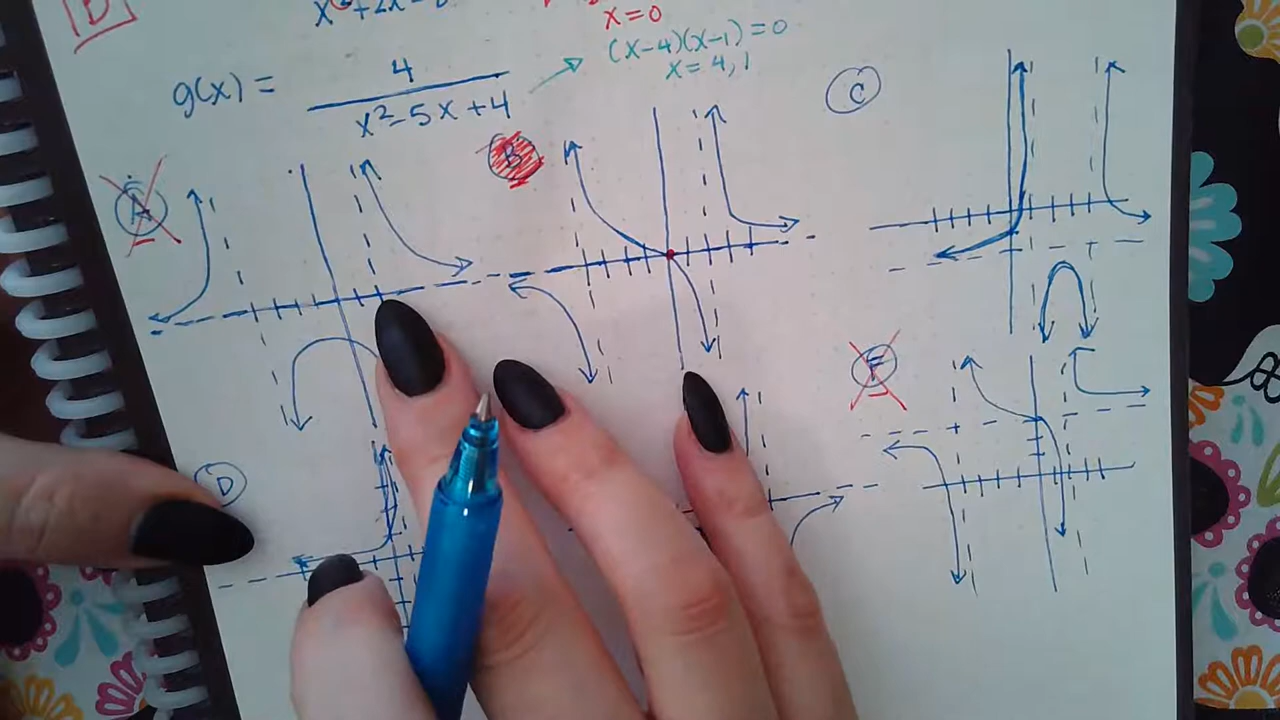 B
x=0
(x-4)(x-1)=0
x=4,1
g(x) = 4
x²-5x+4
A
B
C
D
F